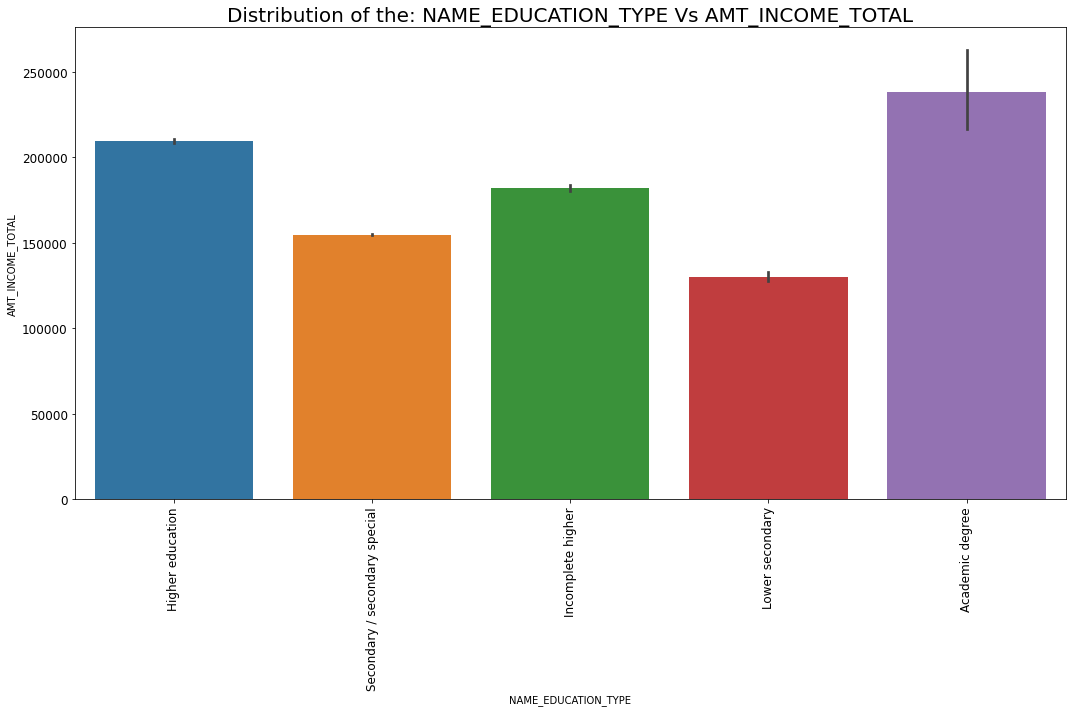 Distribution of the: NAME_EDUCATION_TYPE Vs AMT_INCOME_TOTAL
AMT_INCOME_TOTAL
250000
200000
150000
100000
50000
0
Higher education
Secondary / secondary special
Incomplete higher
Lower secondary
Academic degree
NAME_EDUCATION_TYPE